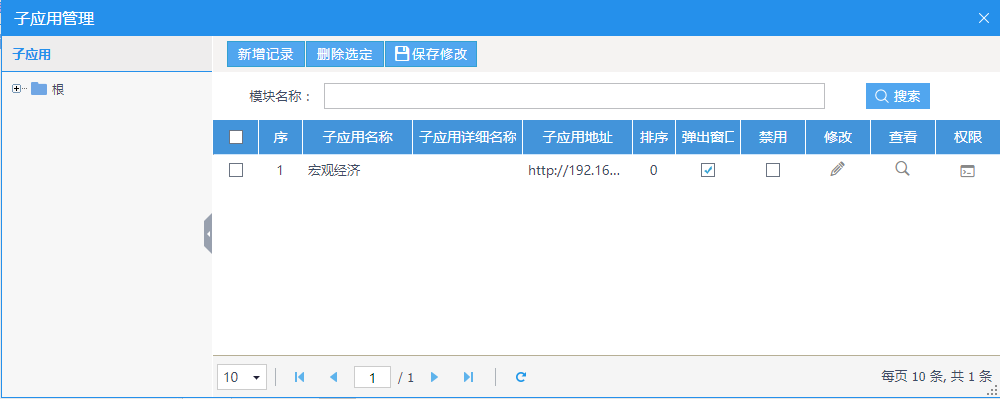 子应用管理
子应用
根
新增记录 删除选定 保存修改
模块名称： 搜索
序 子应用名称 子应用详细名称 子应用地址 排序 弹出窗 禁用 修改 查看 权限
1 宏观经济 http://192.16... 0
10 1 / 1 每页 10 条, 共 1 条